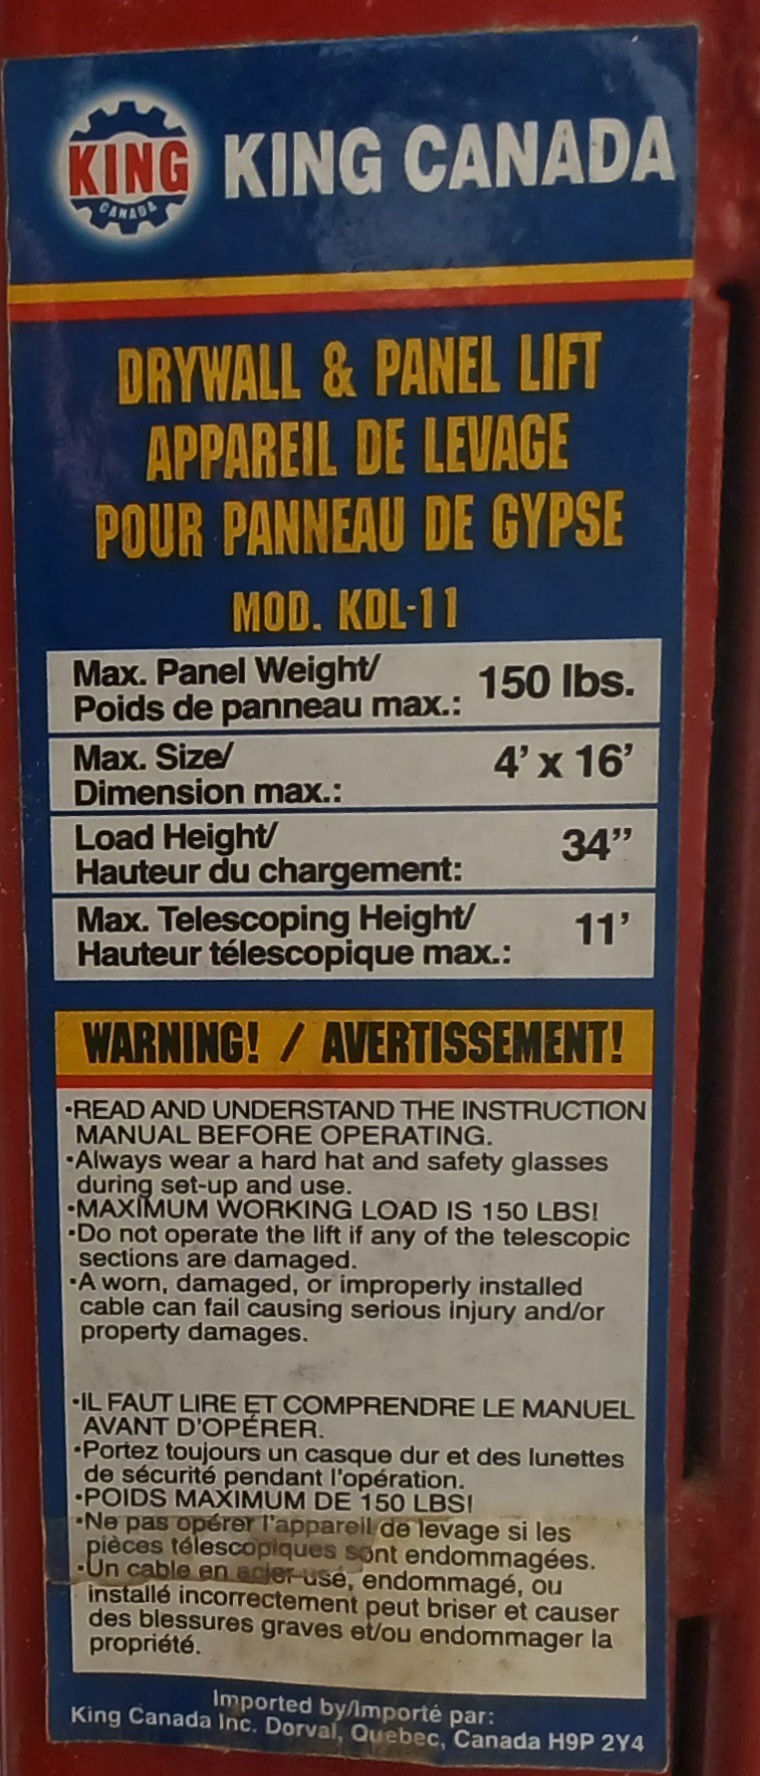 KING
CANADA
KING CANADA
DRYWALL & PANEL LIFT
APPAREIL DE LEVAGE
POUR PANNEAU DE GYPSE
MOD. KDL-11
Max. Panel Weight/
Poids de panneau max.: 150 lbs.
Max. Size/
Dimension max.: 4' x 16'
Load Height/
Hauteur du chargement: 34”
Max. Telescoping Height/
Hauteur télescopique max.: 11'
WARNING! / AVERTISSEMENT!
·READ AND UNDERSTAND THE INSTRUCTION
MANUAL BEFORE OPERATING.
·Always wear a hard hat and safety glasses
during set-up and use.
·MAXIMUM WORKING LOAD IS 150 LBS!
·Do not operate the lift if any of the telescopic
sections are damaged.
·A worn, damaged, or improperly installed
cable can fail causing serious injury and/or
property damages.
·IL FAUT LIRE ET COMPRENDRE LE MANUEL
AVANT D'OPÉRER.
·Portez toujours un casque dur et des lunettes
de sécurité pendant l'opération.
·POIDS MAXIMUM DE 150 LBS!
·Ne pas opérer l'appareil de levage si les
pièces télescopiques sont endommagées.
·Un cable en acier usé, endommagé, ou
installé incorrectement peut briser et causer
des blessures graves et/ou endommager la
propriété.
Imported by/Importé par:
King Canada Inc. Dorval, Quebec, Canada H9P 2Y4